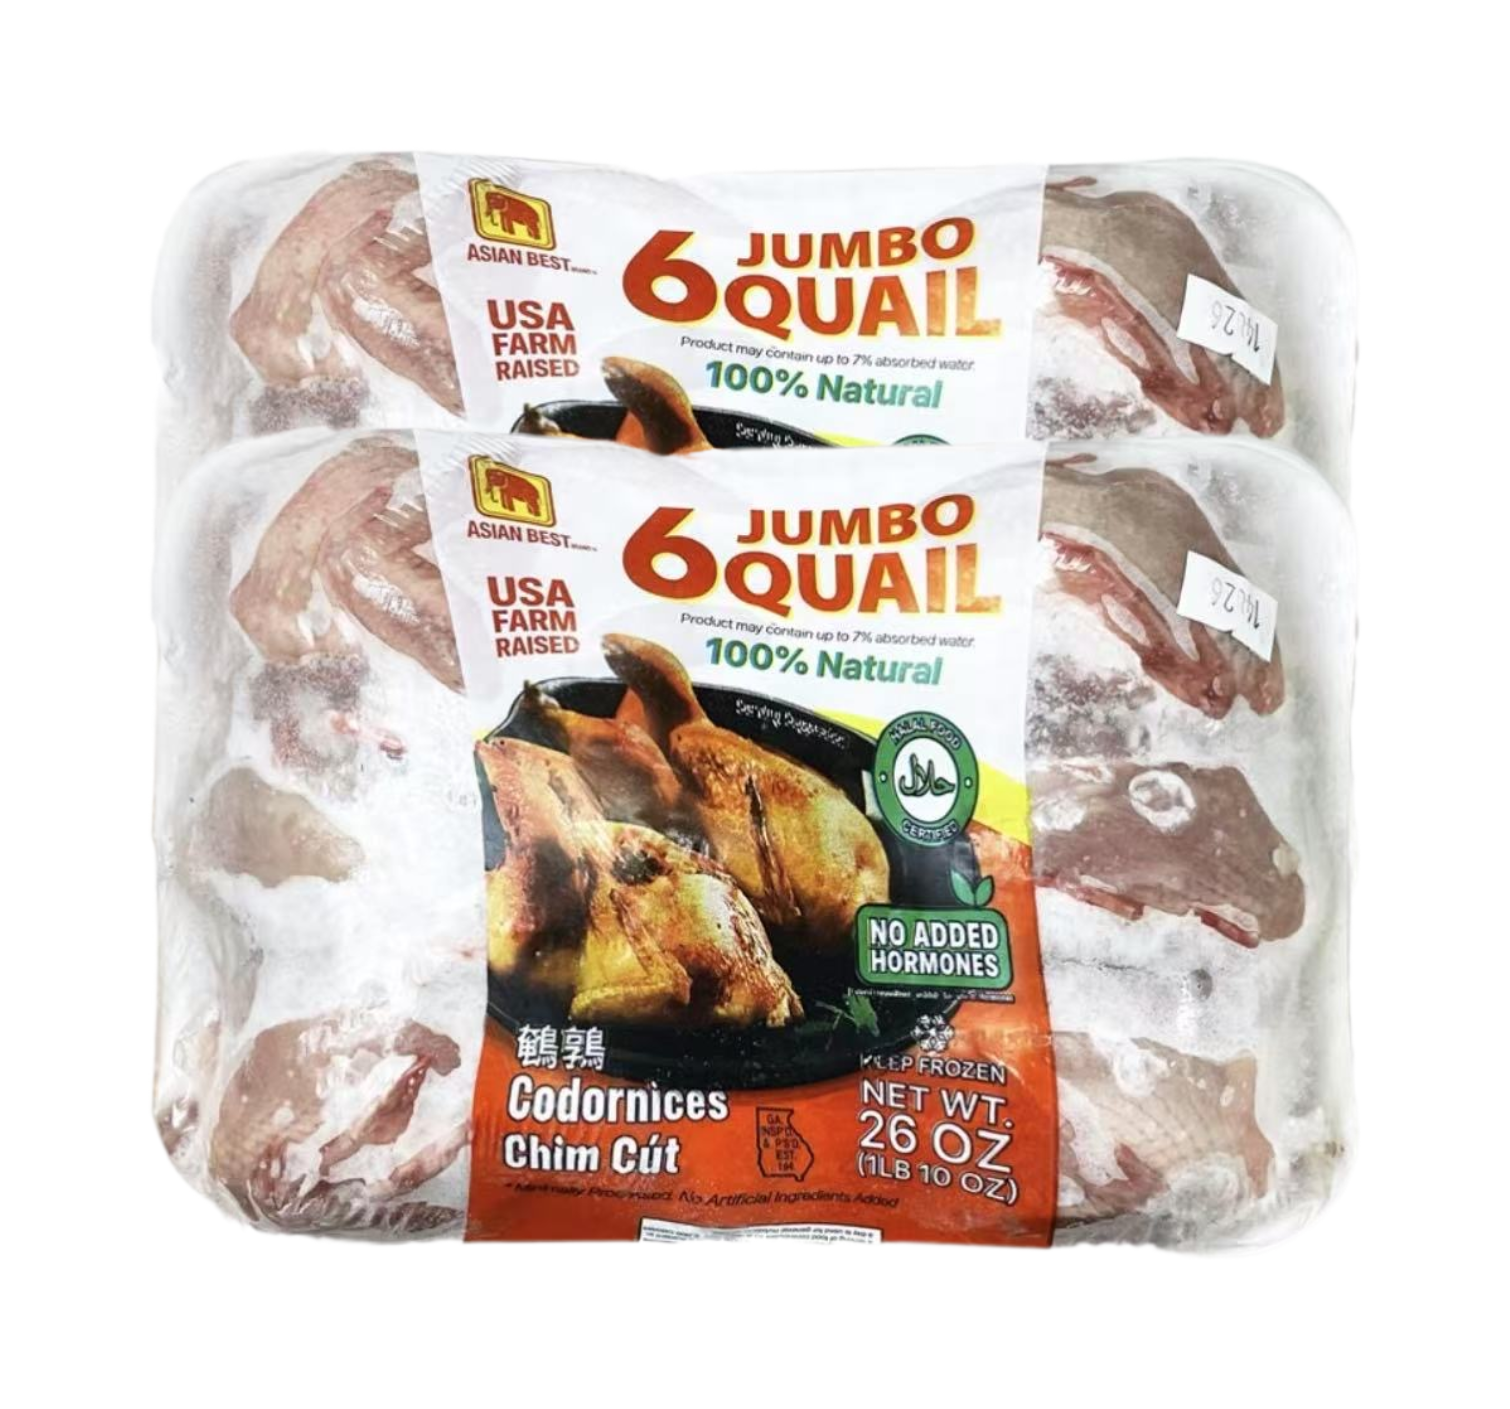 ASIAN BEST
6 JUMBO
QUAIL
USA
FARM
RAISED
Product may contain up to 7% absorbed water.
100% Natural
1426
ASIAN BEST
6 JUMBO
QUAIL
USA
FARM
RAISED
Product may contain up to 7% absorbed water.
100% Natural
1426
Serving Suggestion
HALAL FOOD
حلال
CERTIFIED
NO ADDED
HORMONES
鵪鶉
Codornices
Chim Cút
GA.
INSP'D
& P'S'D.
EST.
KEEP FROZEN
NET WT.
26 OZ
(1LB 10 OZ)
* Minimally Processed. No Artificial Ingredients Added